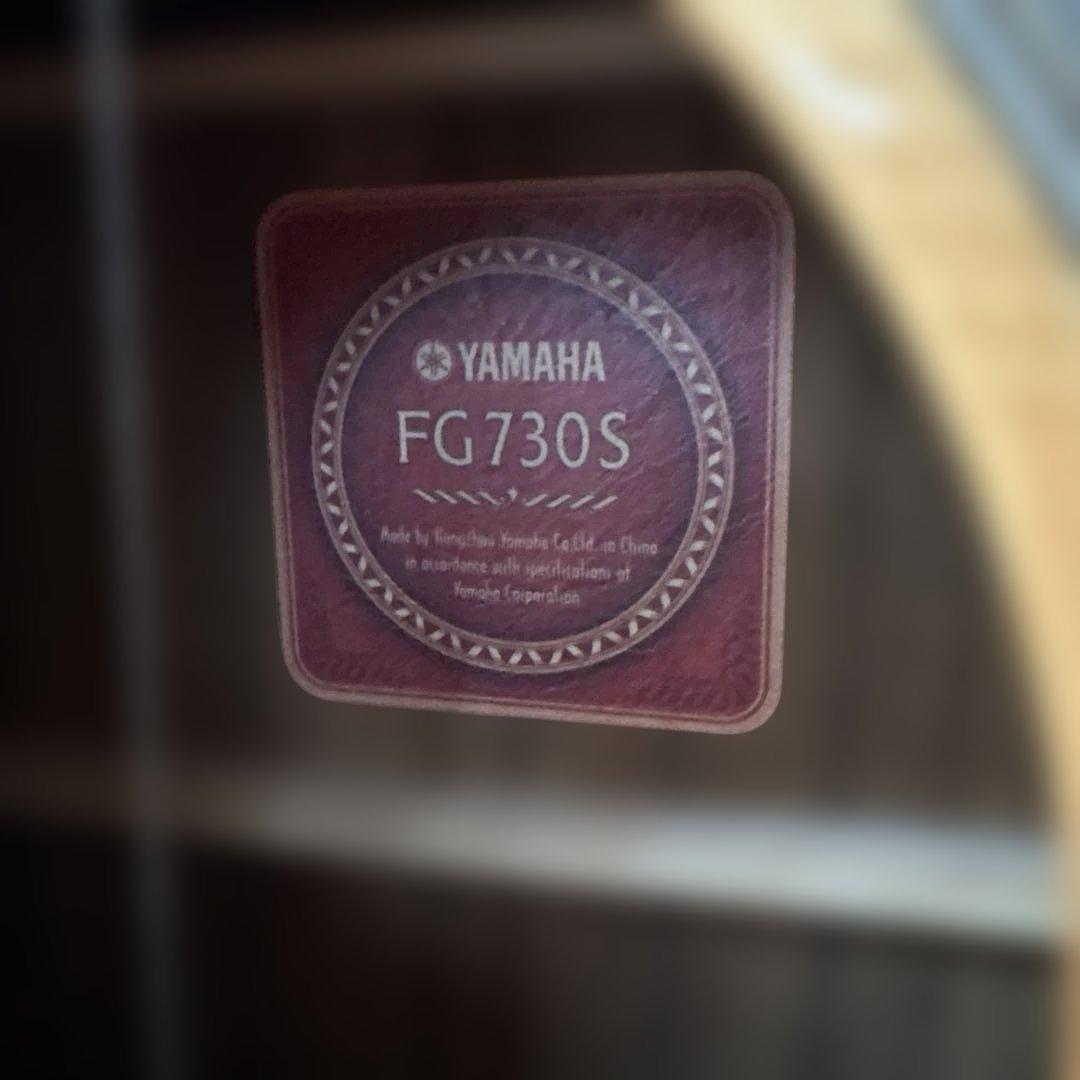 YAMAHA
FG730S
Made by Hangzhou Yamaha Co.Ltd. in China
in accordance with specifications of
Yamaha Corporation